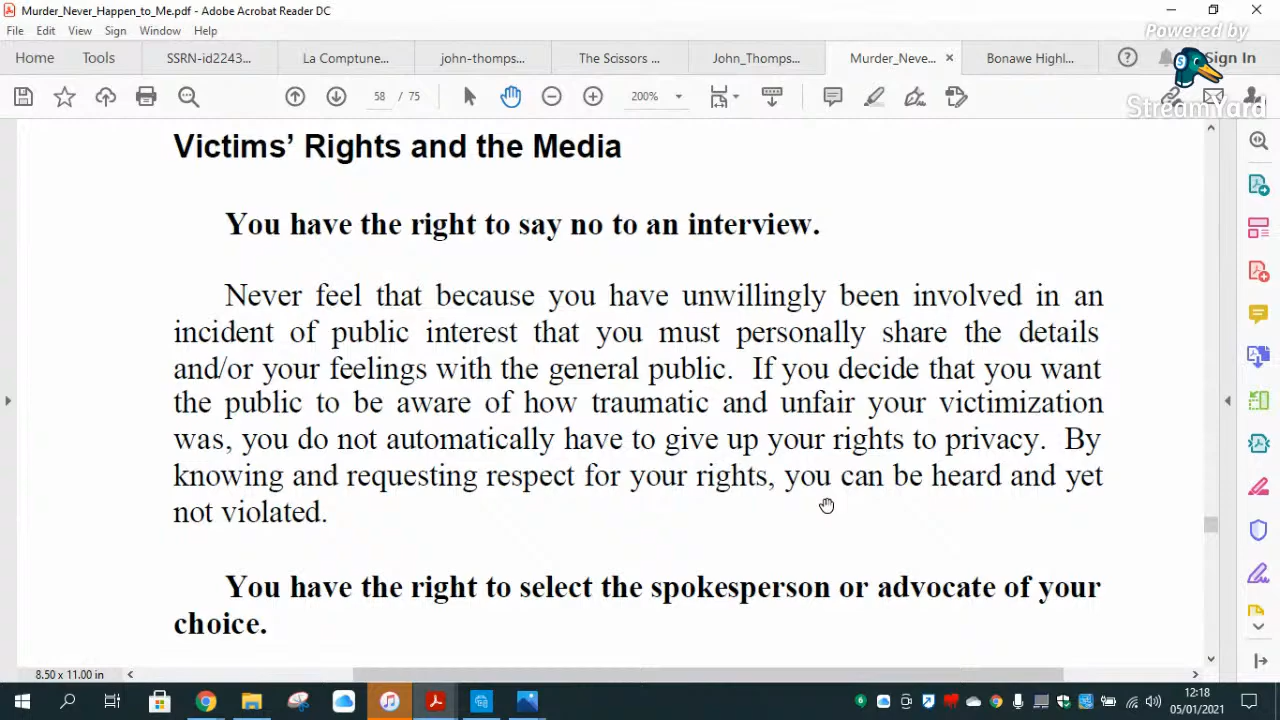 Murder_Never_Happen_to_Me.pdf - Adobe Acrobat Reader DC
File Edit View Sign Window Help
Powered by
StreamYard
Home Tools SSRN-id2243... La Comptune... john-thomps... The Scissors ... John_Thomps... Murder_Neve... × Bonawe Highl... Sign In
58 / 75 200%
Victims’ Rights and the Media
You have the right to say no to an interview.
Never feel that because you have unwillingly been involved in an
incident of public interest that you must personally share the details
and/or your feelings with the general public. If you decide that you want
the public to be aware of how traumatic and unfair your victimization
was, you do not automatically have to give up your rights to privacy. By
knowing and requesting respect for your rights, you can be heard and yet
not violated.
You have the right to select the spokesperson or advocate of your
choice.
8.50 x 11.00 in
12:18
05/01/2021